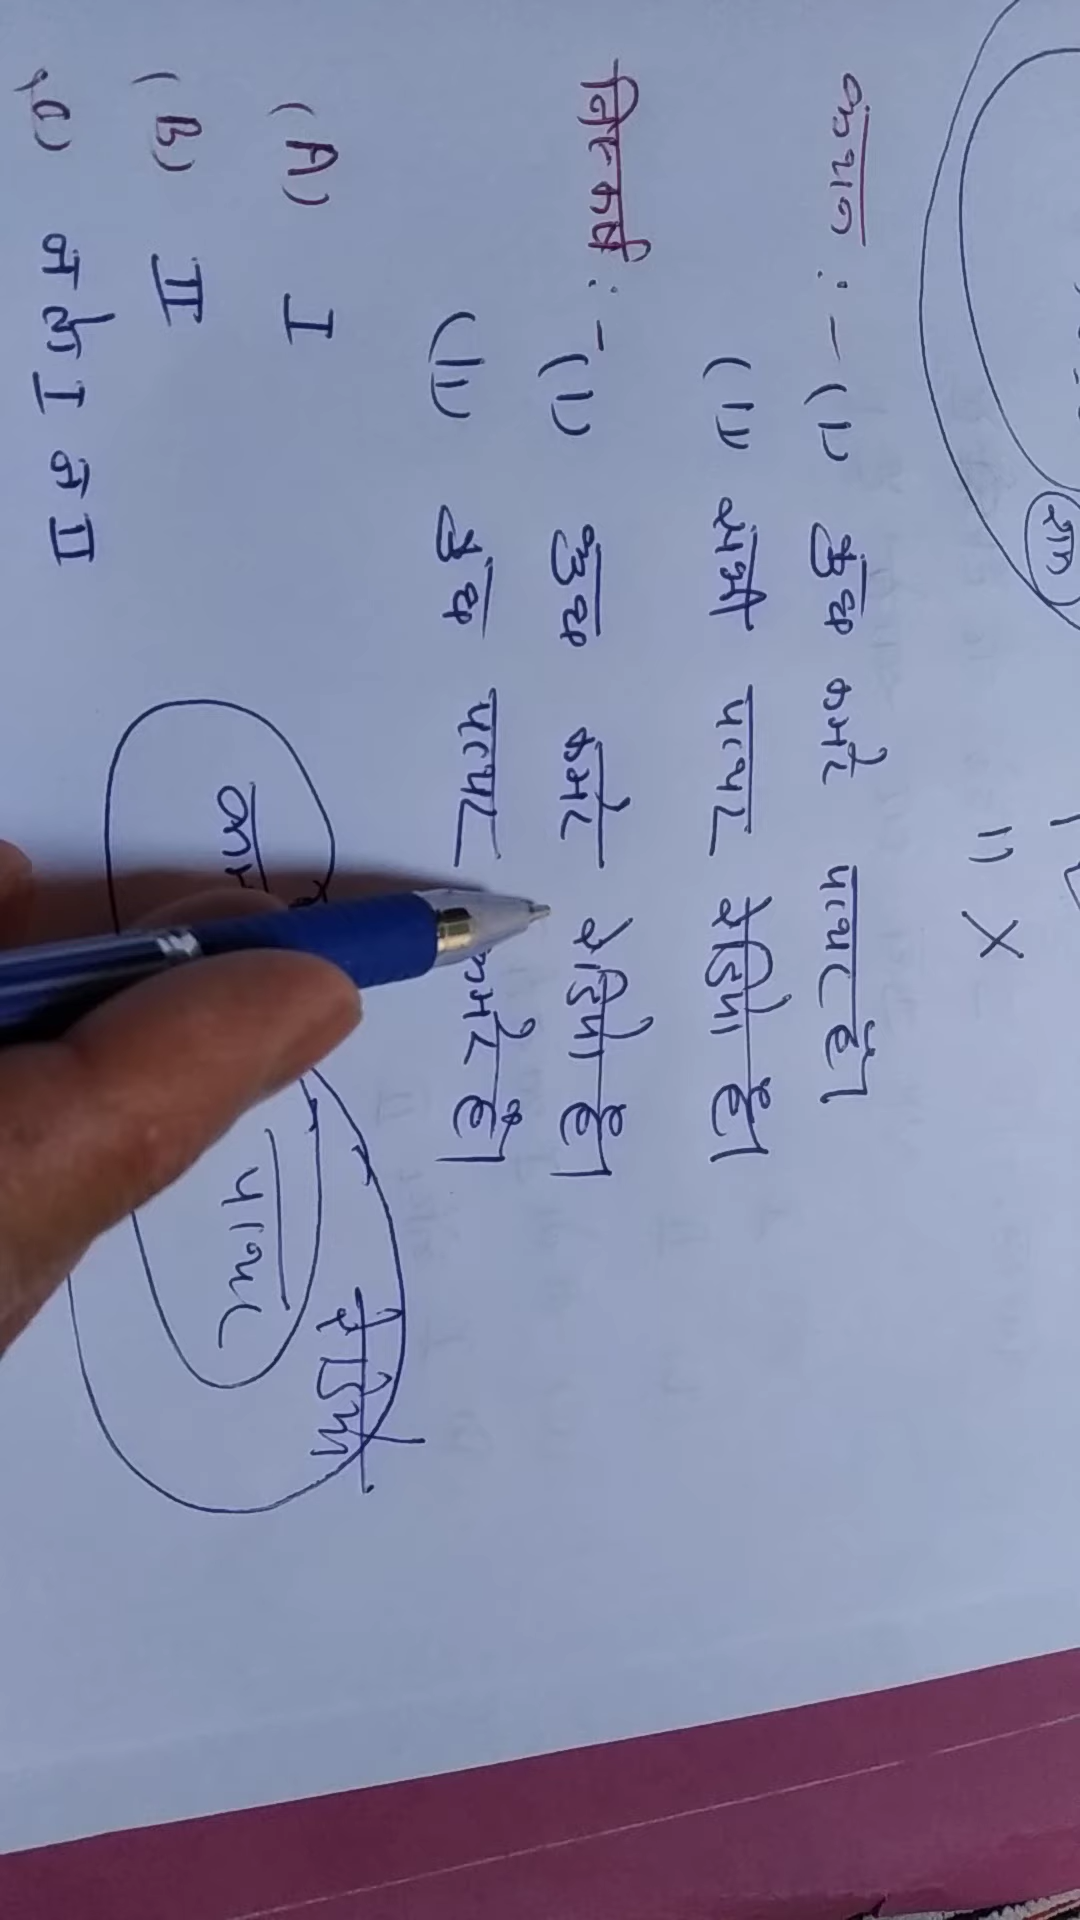 राम
II X
कथन :- (I) कुछ कमरे पत्थर है।
(II) सभी पत्थर रेडियो है।
निष्कर्ष :- (I) कुछ कमरे रेडियो है।
(II) कुछ पत्थर कमरे है।
(A) I
(B) II
(C) न तो I न II
पत्थर
रेडियो